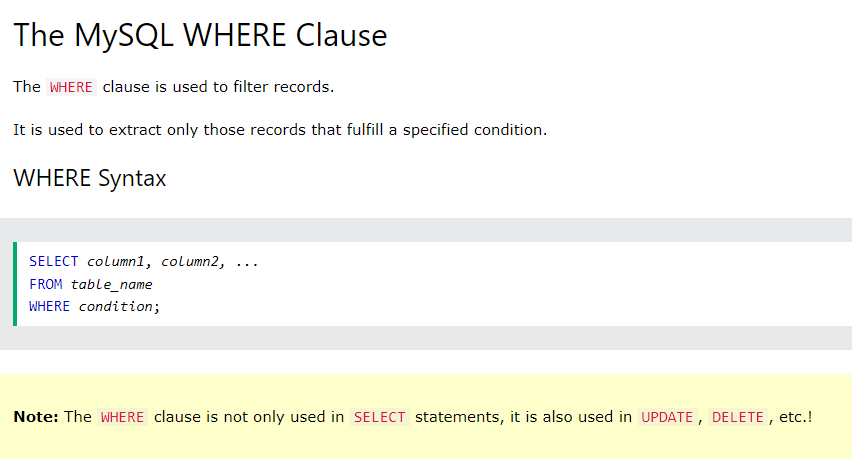 The MySQL WHERE Clause
The WHERE clause is used to filter records.
It is used to extract only those records that fulfill a specified condition.
WHERE Syntax
SELECT column1, column2, ...
FROM table_name
WHERE condition;
Note: The WHERE clause is not only used in SELECT statements, it is also used in UPDATE, DELETE, etc.!